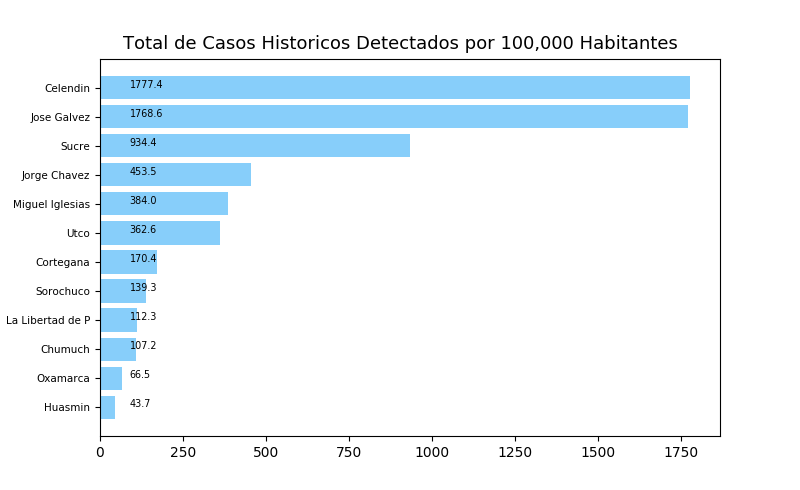 Total de Casos Historicos Detectados por 100,000 Habitantes
Celendin 1777.4
Jose Galvez 1768.6
Sucre 934.4
Jorge Chavez 453.5
Miguel Iglesias 384.0
Utco 362.6
Cortegana 170.4
Sorochuco 139.3
La Libertad de P 112.3
Chumuch 107.2
Oxamarca 66.5
Huasmin 43.7
0 250 500 750 1000 1250 1500 1750